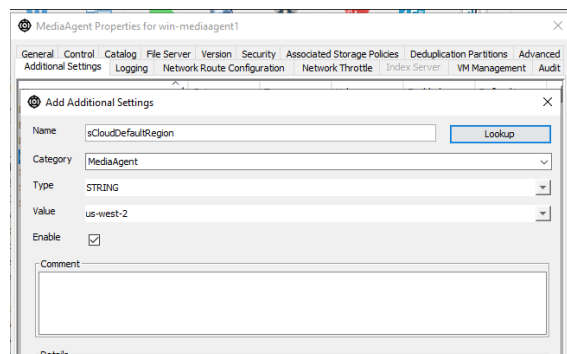 MediaAgent Properties for win-mediaagent1
General Control Catalog File Server Version Security Associated Storage Policies Deduplication Partitions Advanced
Additional Settings Logging Network Route Configuration Network Throttle Index Server VM Management Audit
Add Additional Settings
Name sCloudDefaultRegion Lookup
Category MediaAgent
Type STRING
Value us-west-2
Enable
Comment
Details